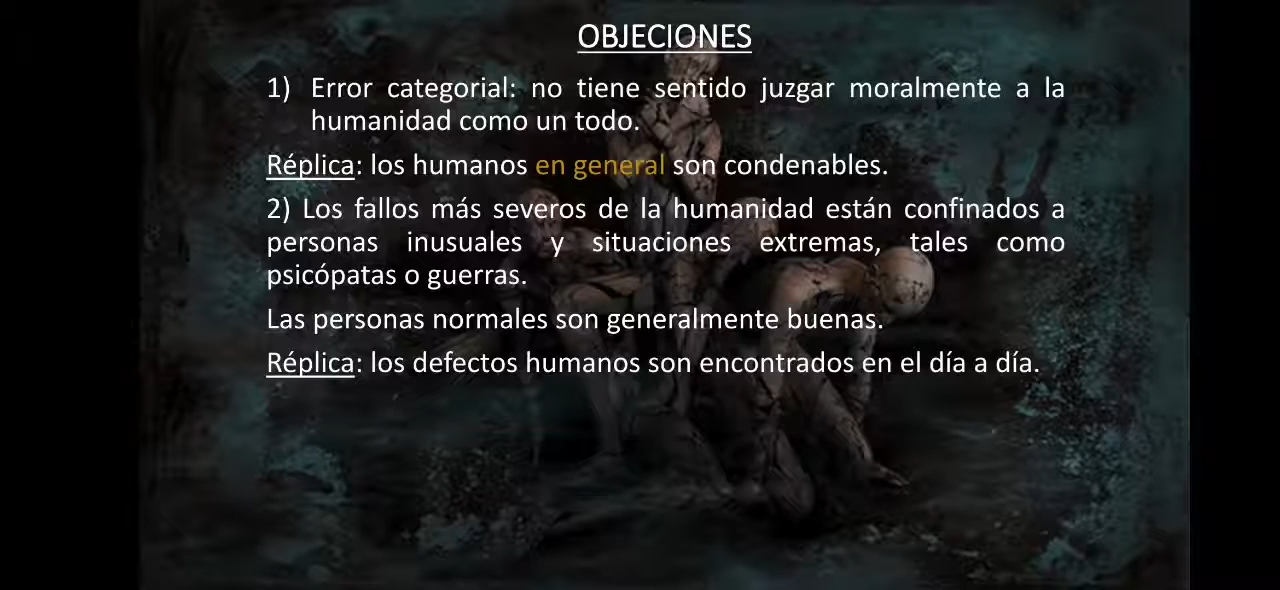 OBJECIONES
1) Error categorial: no tiene sentido juzgar moralmente a la
humanidad como un todo.
Réplica: los humanos en general son condenables.
2) Los fallos más severos de la humanidad están confinados a
personas inusuales y situaciones extremas, tales como
psicópatas o guerras.
Las personas normales son generalmente buenas.
Réplica: los defectos humanos son encontrados en el día a día.